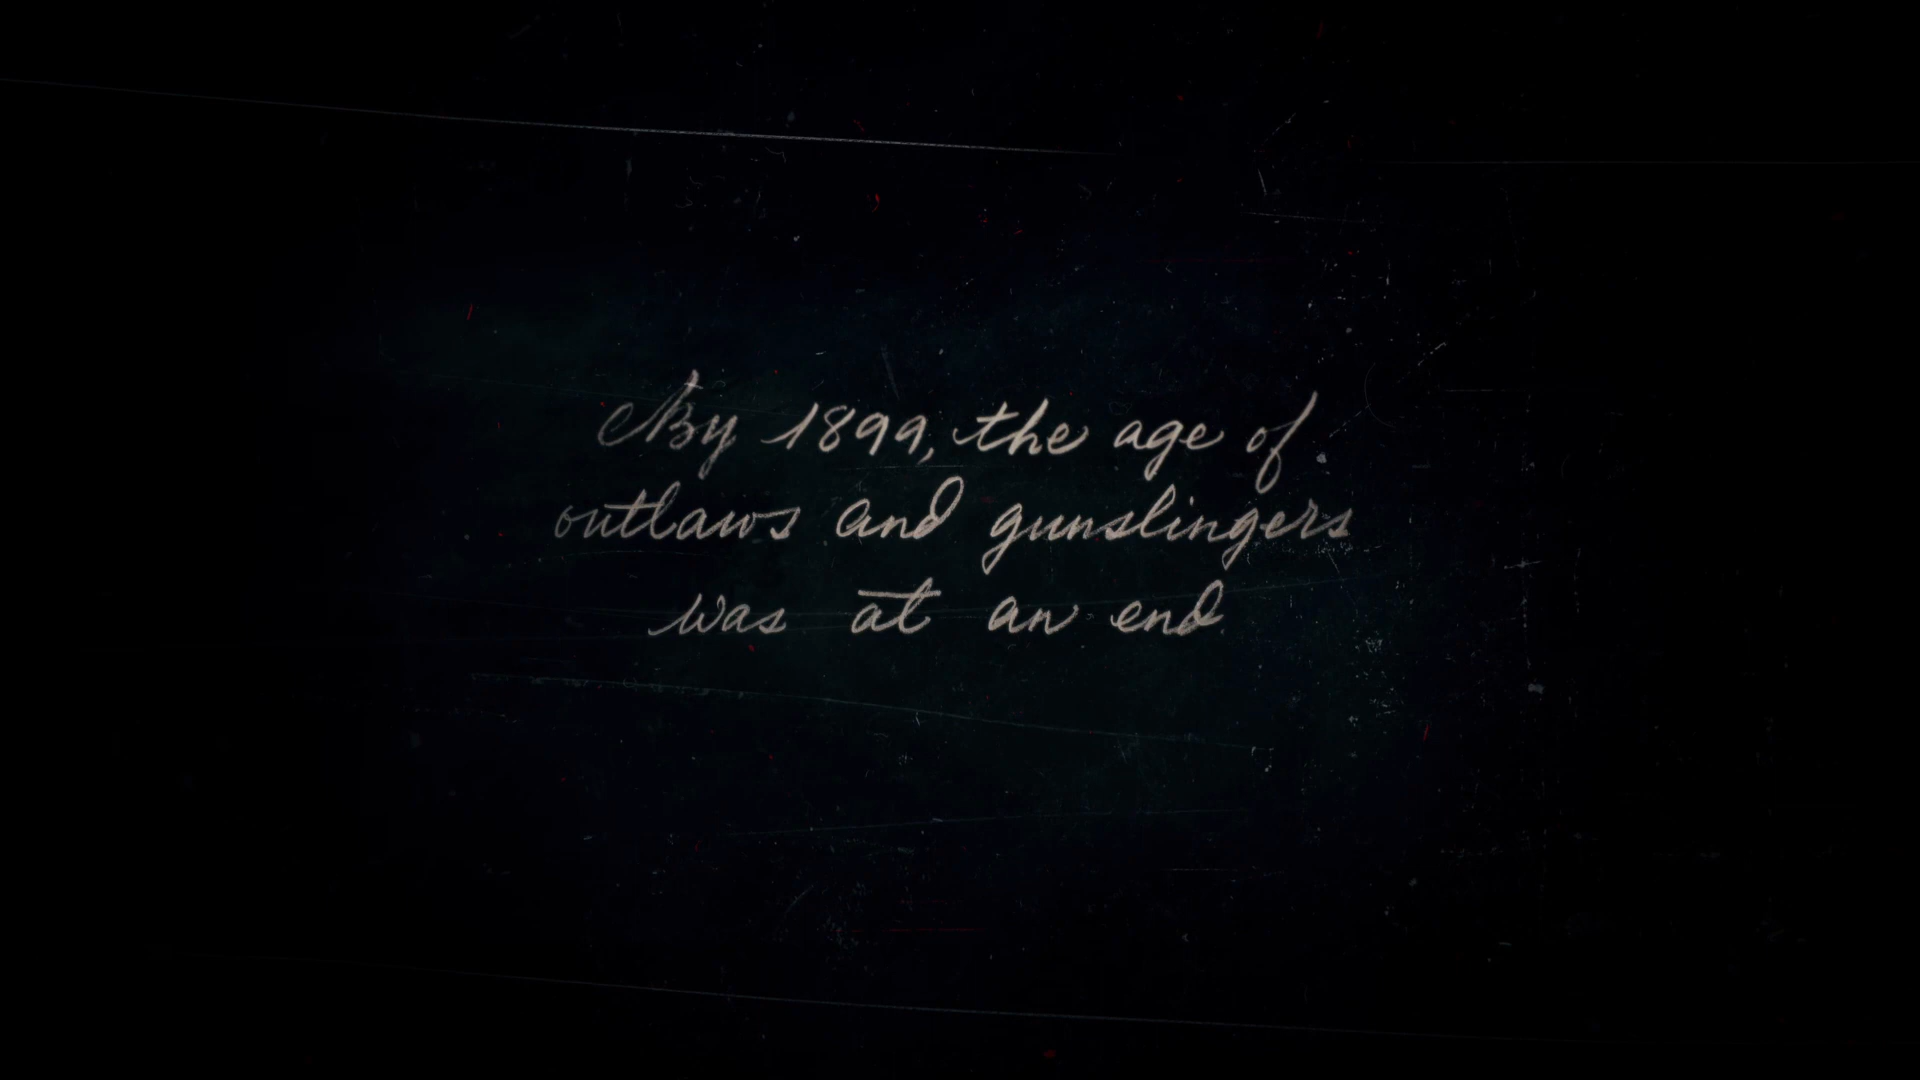 By 1899, the age of
outlaws and gunslingers
was at an end.